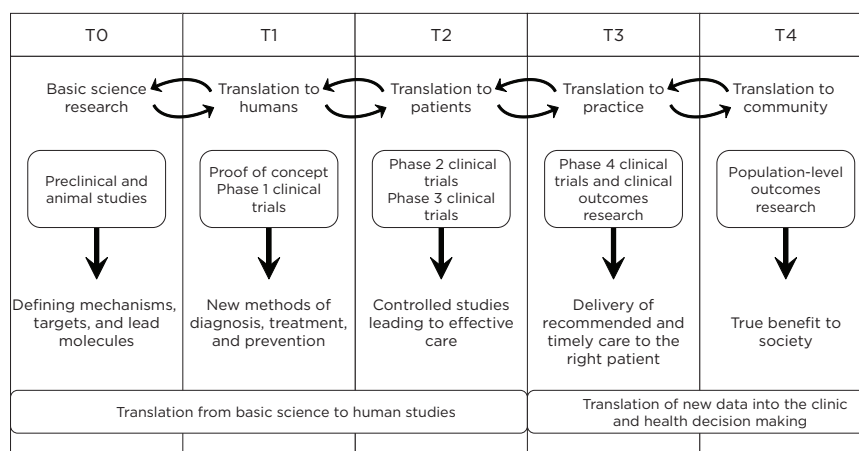 T0
T1
T2
T3
T4
Basic science
research
Translation to
humans
Translation to
patients
Translation to
practice
Translation to
community
Preclinical and
animal studies
Proof of concept
Phase 1 clinical
trials
Phase 2 clinical
trials
Phase 3 clinical
trials
Phase 4 clinical
trials and clinical
outcomes
research
Population-level
outcomes
research
Defining mechanisms,
targets, and lead
molecules
New methods of
diagnosis, treatment,
and prevention
Controlled studies
leading to effective
care
Delivery of
recommended and
timely care to the
right patient
True benefit to
society
Translation from basic science to human studies
Translation of new data into the clinic
and health decision making